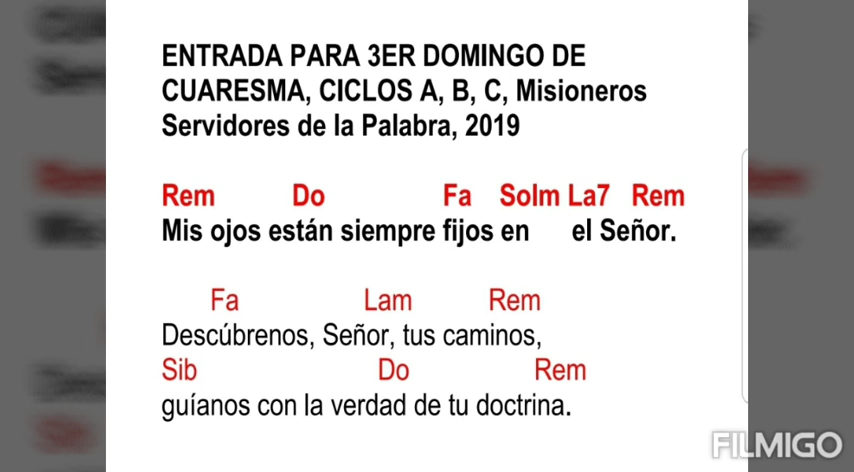 ENTRADA PARA 3ER DOMINGO DE
CUARESMA, CICLOS A, B, C, Misioneros
Servidores de la Palabra, 2019
Rem Do Fa Solm La7 Rem
Mis ojos están siempre fijos en el Señor.
Fa Lam Rem
Descúbrenos, Señor, tus caminos,
Sib Do Rem
guíanos con la verdad de tu doctrina.
FILMIGO